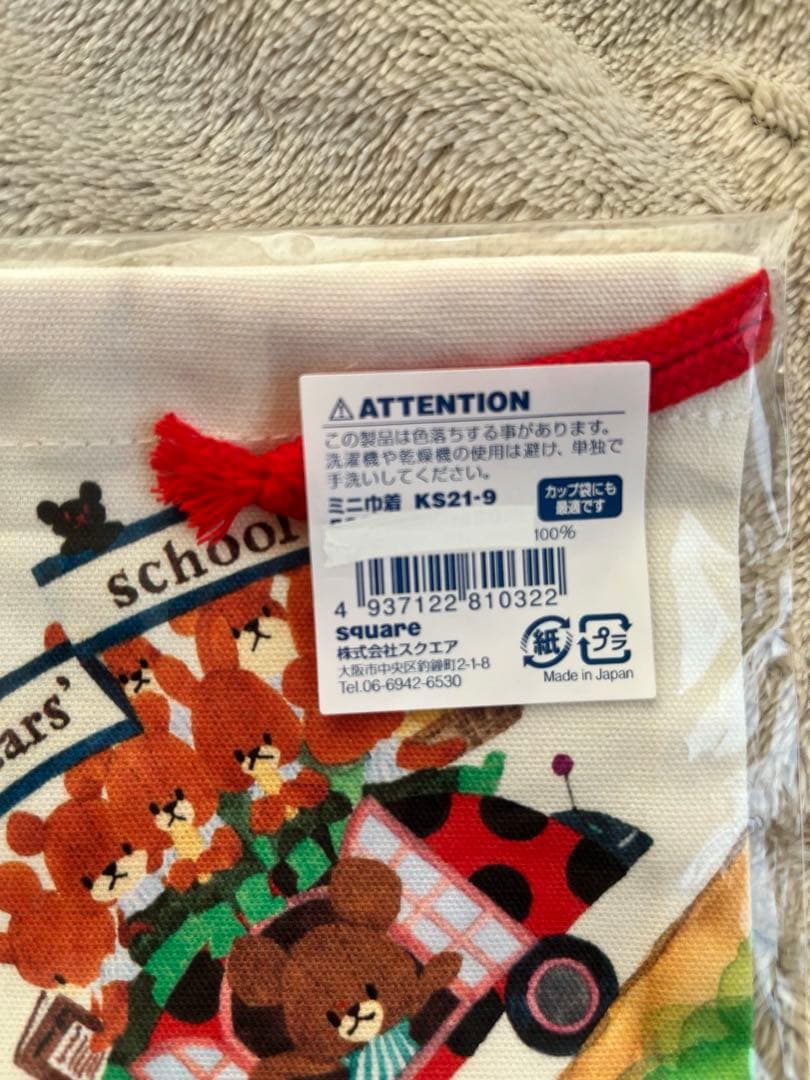 ⚠ATTENTION
この製品は色落ちする事があります。
洗濯機や乾燥機の使用は避け、単独で
手洗いしてください。
ミニ巾着 KS21-9
カップ袋にも
最適です
100%
4 937122 810322
square
株式会社スクエア
大阪市中央区釣鐘町2-1-8
Tel.06-6942-6530
紙
プラ
Made in Japan
school
ars'